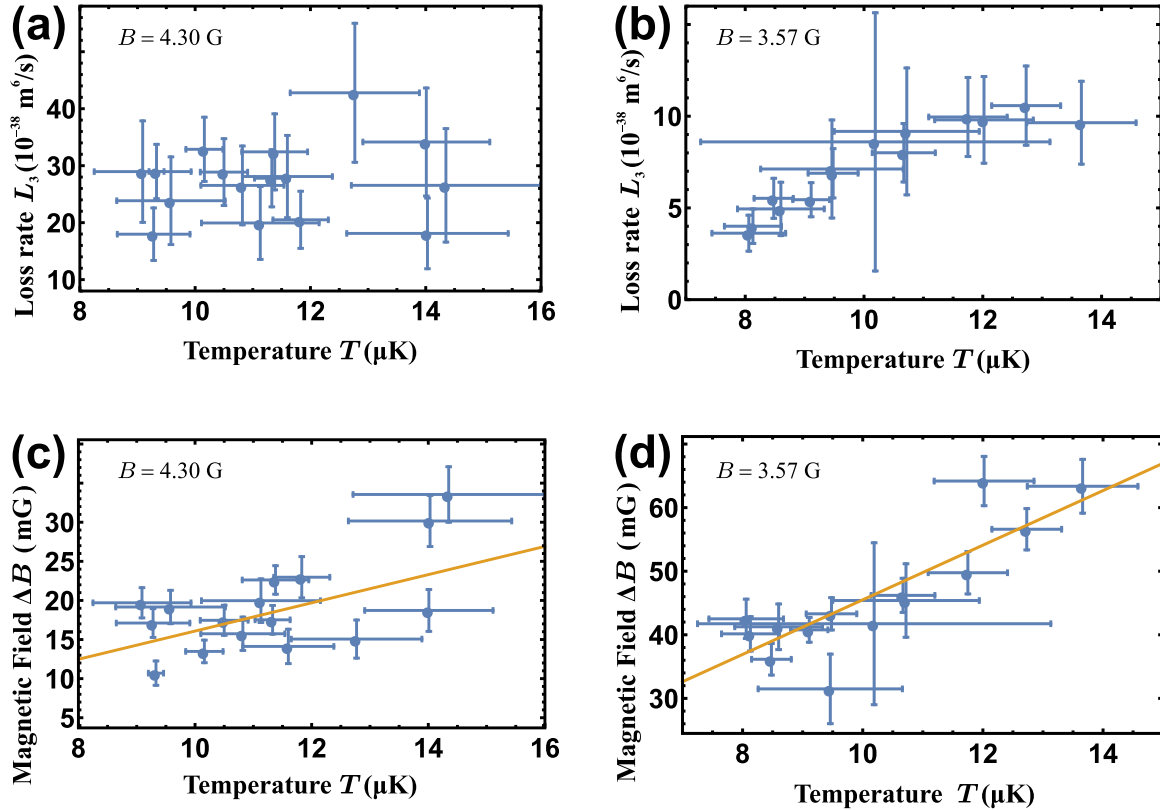 (a)
B = 4.30 G
Loss rate L₃ (10⁻³⁸ m⁶/s)
40
30
20
10
8 10 12 14 16
Temperature T (μK)
(b)
B = 3.57 G
Loss rate L₃ (10⁻³⁸ m⁶/s)
10
5
0
8 10 12 14
Temperature T (μK)
(c)
B = 4.30 G
Magnetic Field ΔB (mG)
30
25
20
15
10
5
8 10 12 14 16
Temperature T (μK)
(d)
B = 3.57 G
Magnetic Field ΔB (mG)
60
50
40
30
8 10 12 14
Temperature T (μK)